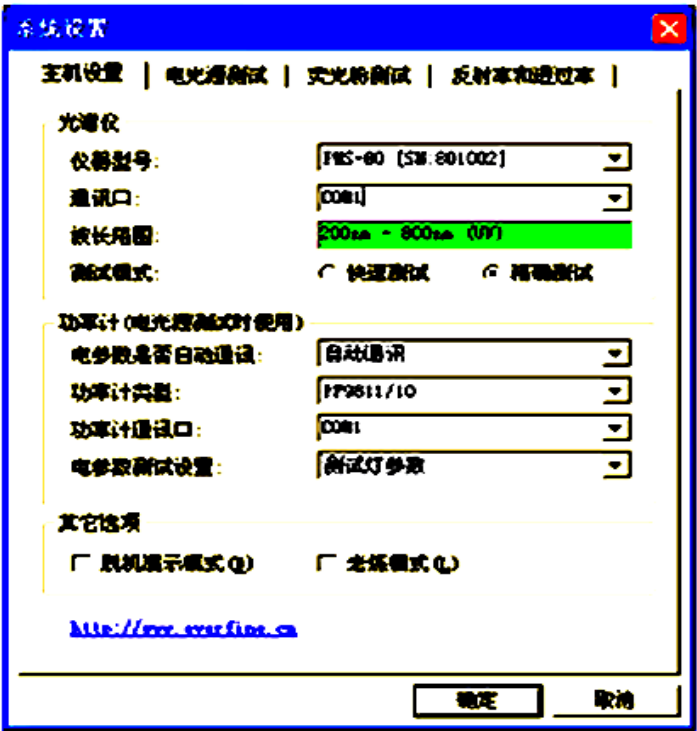 系统设置
主机设置 | 电光源测试 | 荧光粉测试 | 反射率和透过率 |
光谱仪
仪器型号: PMS-80 [SN:801002]
通讯口: COM1
波长范围: 200nm - 800nm (UV)
测试模式: 快速测试 精确测试
功率计(电光源测试时使用)
电参数是否自动通讯: 自动通讯
功率计类型: PF9811/10
功率计通讯口: COM1
电参数测试设置: 测试灯参数
其它选项
脱机演示模式 老炼模式(L)
http://www.everfine.cn
确定 取消